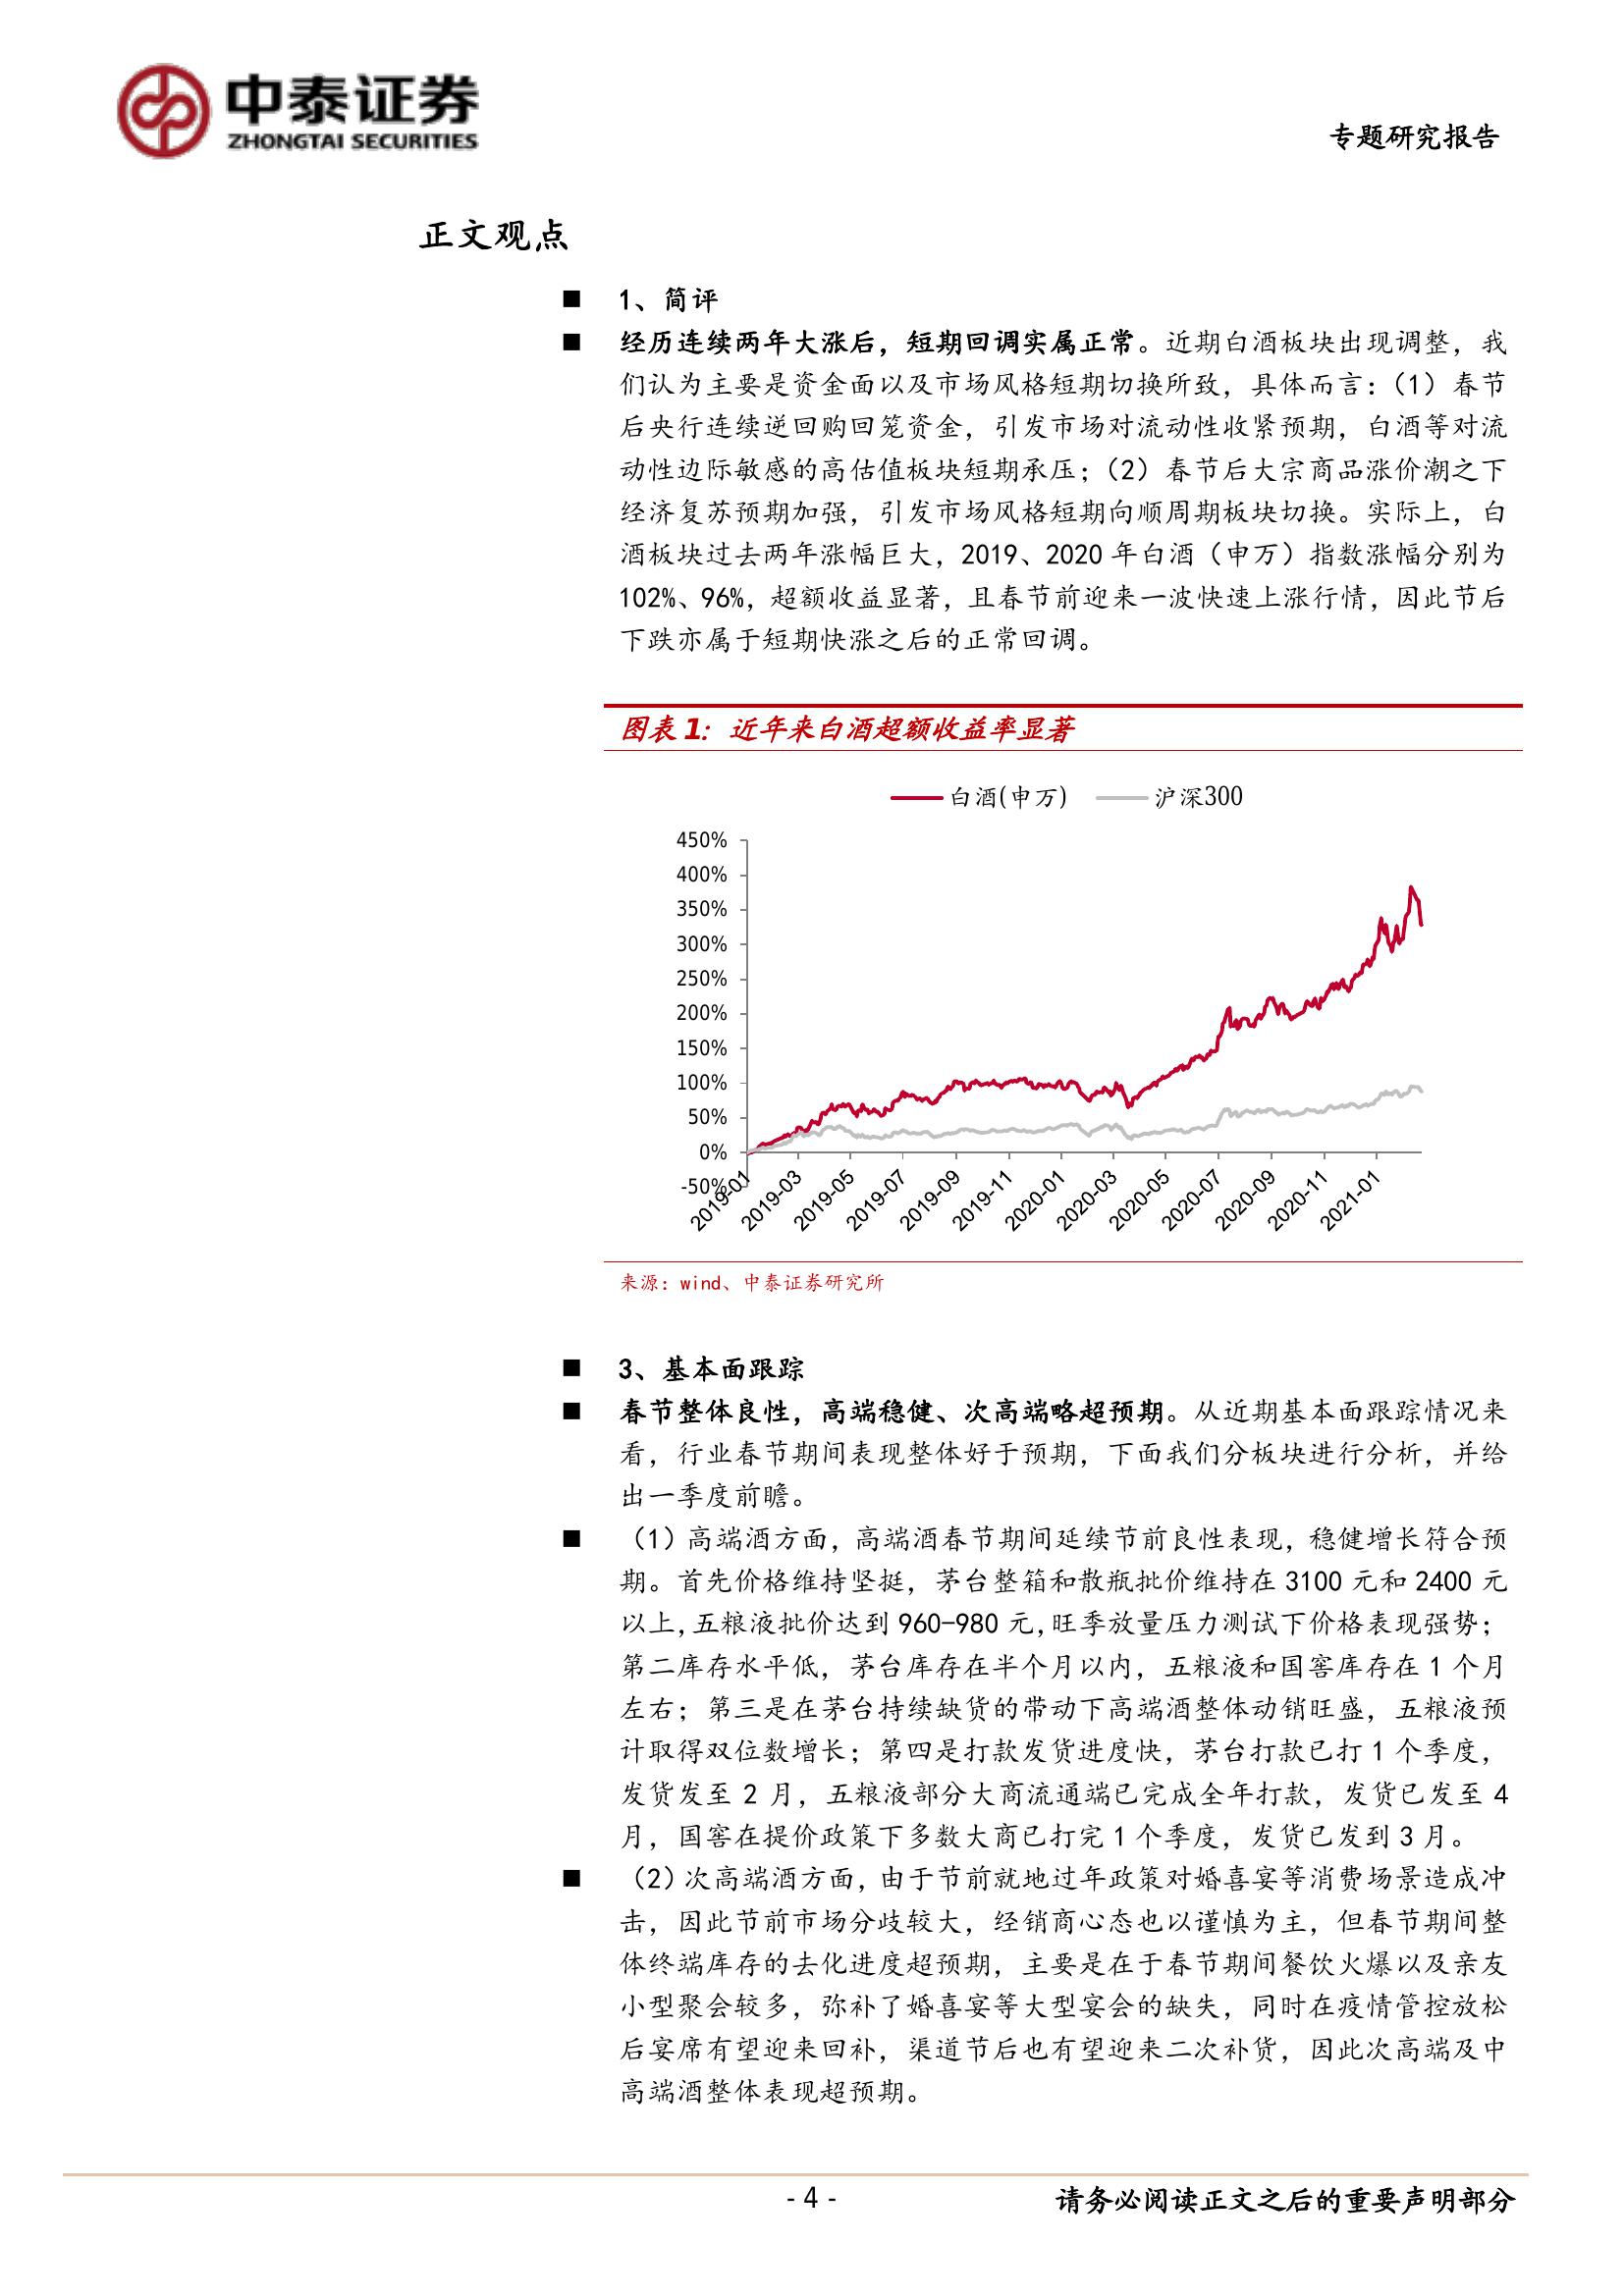 中泰证券
ZHONGTAI SECURITIES
专题研究报告
正文观点
■ 1、简评
■ 经历连续两年大涨后，短期回调实属正常。近期白酒板块出现调整，我
们认为主要是资金面以及市场风格短期切换所致，具体而言：（1）春节
后央行连续逆回购回笼资金，引发市场对流动性收紧预期，白酒等对流
动性边际敏感的高估值板块短期承压；（2）春节后大宗商品涨价潮之下
经济复苏预期加强，引发市场风格短期向顺周期板块切换。实际上，白
酒板块过去两年涨幅巨大，2019、2020 年白酒（申万）指数涨幅分别为
102%、96%，超额收益显著，且春节前迎来一波快速上涨行情，因此节后
下跌亦属于短期快涨之后的正常回调。
图表 1：近年来白酒超额收益率显著
白酒(申万) 沪深300
450%
400%
350%
300%
250%
200%
150%
100%
50%
0%
-50%
2019-01 2019-03 2019-05 2019-07 2019-09 2019-11 2020-01 2020-03 2020-05 2020-07 2020-09 2020-11 2021-01
来源：wind、中泰证券研究所
■ 3、基本面跟踪
■ 春节整体良性，高端稳健、次高端略超预期。从近期基本面跟踪情况来
看，行业春节期间表现整体好于预期，下面我们分板块进行分析，并给
出一季度前瞻。
■ （1）高端酒方面，高端酒春节期间延续节前良性表现，稳健增长符合预
期。首先价格维持坚挺，茅台整箱和散瓶批价维持在 3100 元和 2400 元
以上，五粮液批价达到 960-980 元，旺季放量压力测试下价格表现强势；
第二库存水平低，茅台库存在半个月以内，五粮液和国窖库存在 1 个月
左右；第三是在茅台持续缺货的带动下高端酒整体动销旺盛，五粮液预
计取得双位数增长；第四是打款发货进度快，茅台打款已打 1 个季度，
发货发至 2 月，五粮液部分大商流通端已完成全年打款，发货已发至 4
月，国窖在提价政策下多数大商已打完 1 个季度，发货已发到 3 月。
■ （2）次高端酒方面，由于节前就地过年政策对婚喜宴等消费场景造成冲
击，因此节前市场分歧较大，经销商心态也以谨慎为主，但春节期间整
体终端库存的去化进度超预期，主要是在于春节期间餐饮火爆以及亲友
小型聚会较多，弥补了婚喜宴等大型宴会的缺失，同时在疫情管控放松
后宴席有望迎来回补，渠道节后也有望迎来二次补货，因此次高端及中
高端酒整体表现超预期。
- 4 -
请务必阅读正文之后的重要声明部分